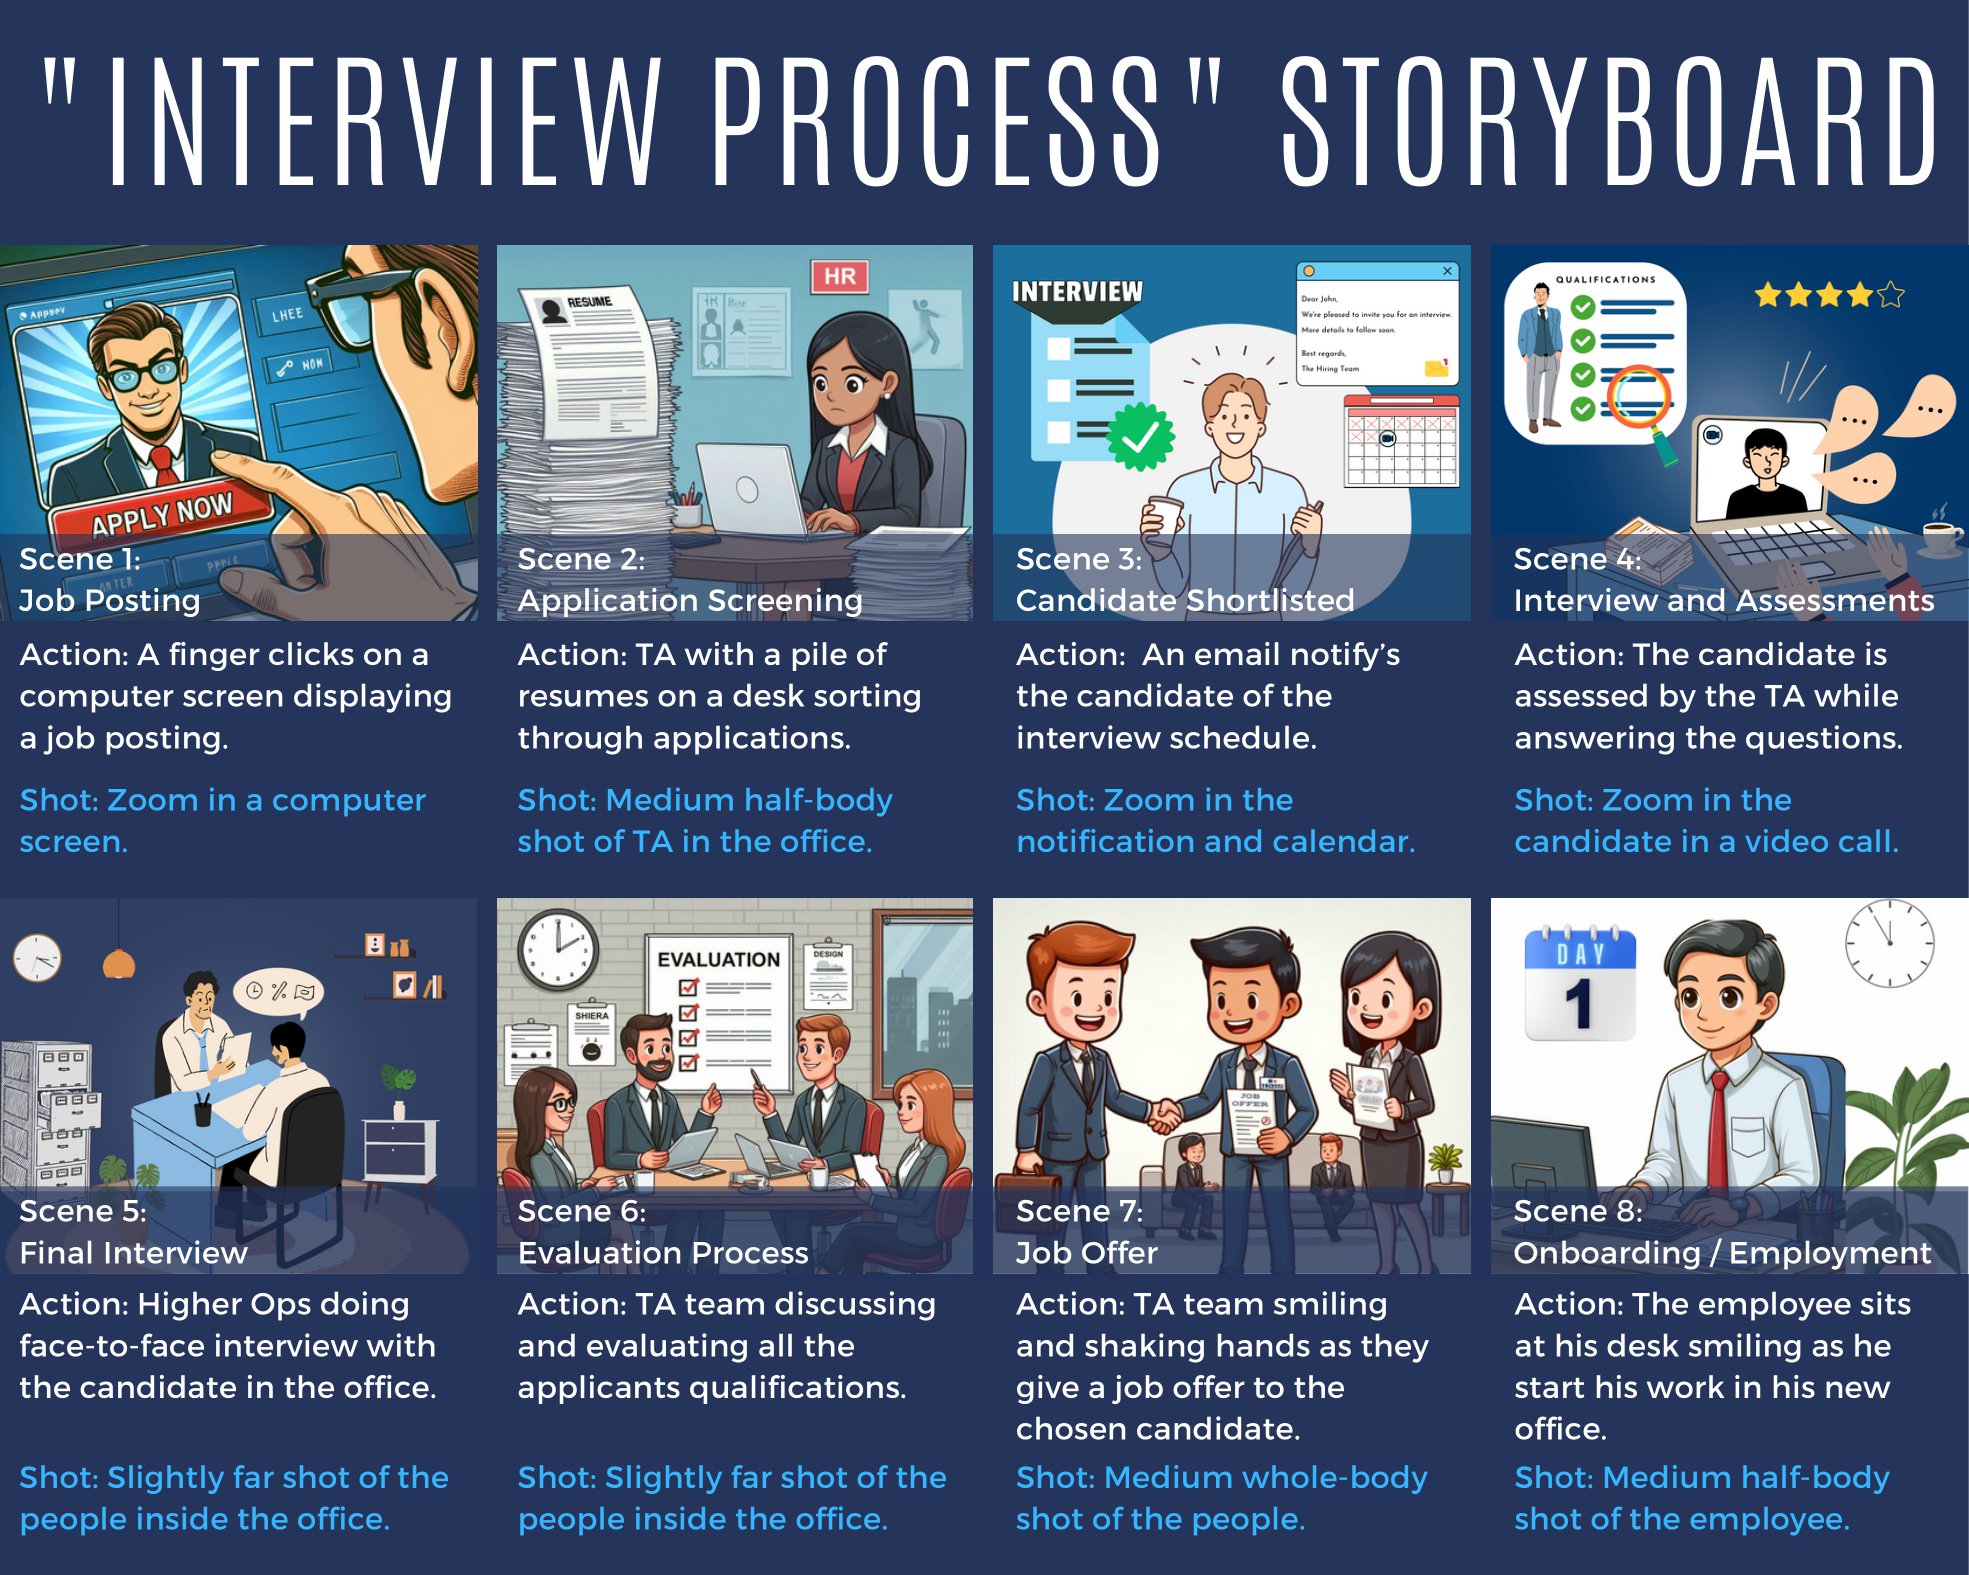 "INTERVIEW PROCESS" STORYBOARD
Appsev
LHEE
NOW
APPLY NOW
Scene 1:
Job Posting
Action: A finger clicks on a
computer screen displaying
a job posting.
Shot: Zoom in a computer
screen.
HR
RESUME
Scene 2:
Application Screening
Action: TA with a pile of
resumes on a desk sorting
through applications.
Shot: Medium half-body
shot of TA in the office.
INTERVIEW
Dear John,
We're pleased to invite you for an interview.
More details to follow soon.
Best regards,
The Hiring Team
Scene 3:
Candidate Shortlisted
Action:  An email notify's
the candidate of the
interview schedule.
Shot: Zoom in the
notification and calendar.
QUALIFICATIONS
Scene 4:
Interview and Assessments
Action: The candidate is
assessed by the TA while
answering the questions.
Shot: Zoom in the
candidate in a video call.
Scene 5:
Final Interview
Action: Higher Ops doing
face-to-face interview with
the candidate in the office.
Shot: Slightly far shot of the
people inside the office.
EVALUATION
DESIGN
SHIERA
Scene 6:
Evaluation Process
Action: TA team discussing
and evaluating all the
applicants qualifications.
Shot: Slightly far shot of the
people inside the office.
JOB
OFFER
Scene 7:
Job Offer
Action: TA team smiling
and shaking hands as they
give a job offer to the
chosen candidate.
Shot: Medium whole-body
shot of the people.
DAY
1
Scene 8:
Onboarding / Employment
Action: The employee sits
at his desk smiling as he
start his work in his new
office.
Shot: Medium half-body
shot of the employee.